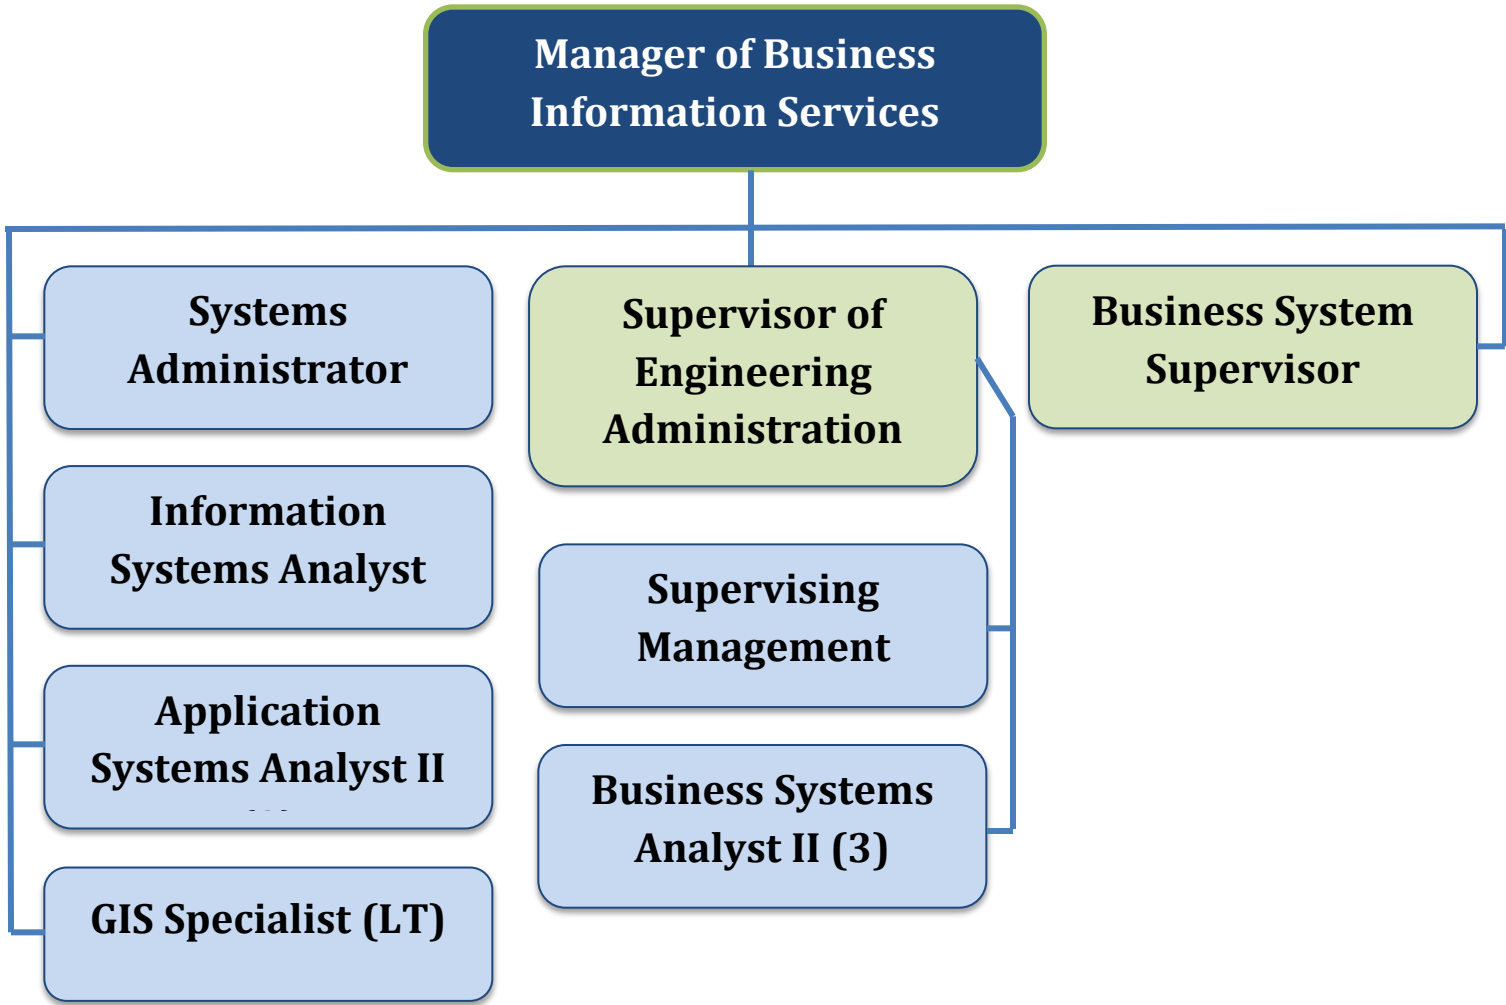 Manager of Business
Information Services
Systems
Administrator
Information
Systems Analyst
Application
Systems Analyst II
GIS Specialist (LT)
Supervisor of
Engineering
Administration
Supervising
Management
Business Systems
Analyst II (3)
Business System
Supervisor